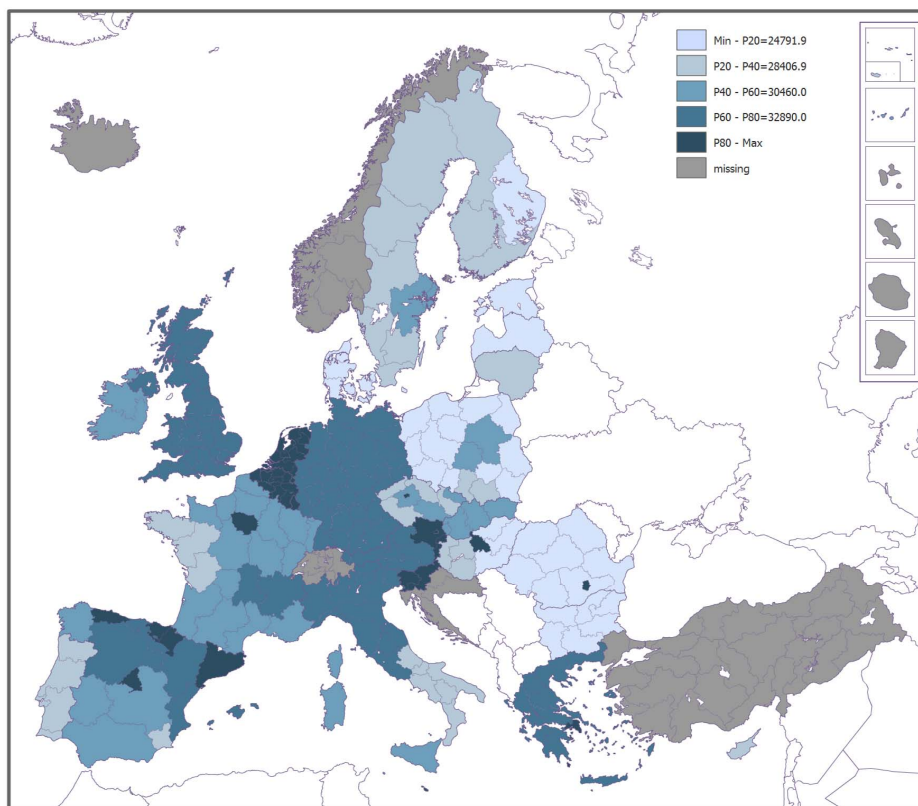 Min - P20=24791.9
P20 - P40=28406.9
P40 - P60=30460.0
P60 - P80=32890.0
P80 - Max
missing